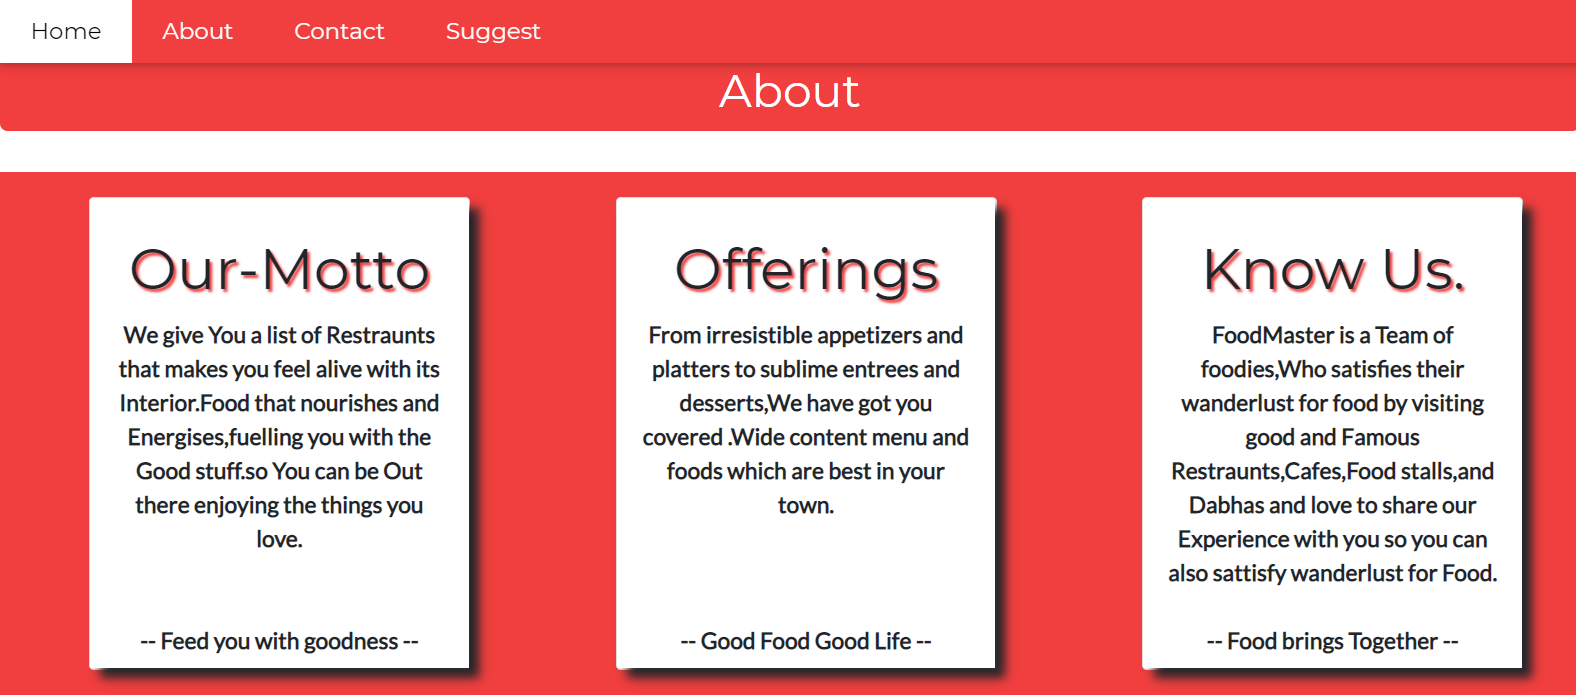 Home About Contact Suggest
About
Our-Motto
We give You a list of Restraunts
that makes you feel alive with its
Interior.Food that nourishes and
Energises,fuelling you with the
Good stuff.so You can be Out
there enjoying the things you
love.
-- Feed you with goodness --
Offerings
From irresistible appetizers and
platters to sublime entrees and
desserts,We have got you
covered .Wide content menu and
foods which are best in your
town.
-- Good Food Good Life --
Know Us.
FoodMaster is a Team of
foodies,Who satisfies their
wanderlust for food by visiting
good and Famous
Restraunts,Cafes,Food stalls,and
Dabhas and love to share our
Experience with you so you can
also sattisfy wanderlust for Food.
-- Food brings Together --